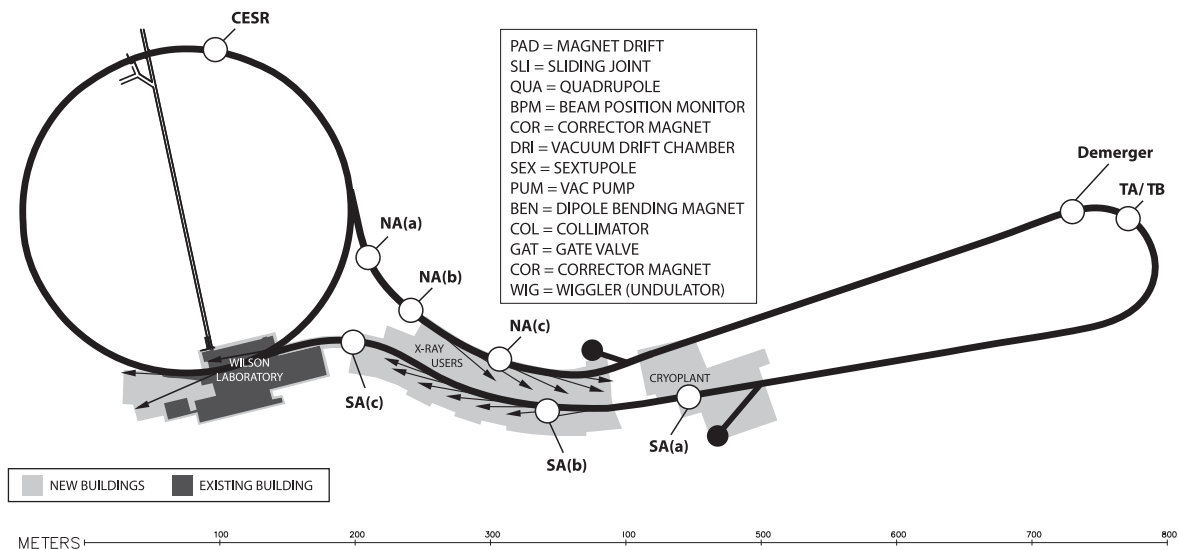 CESR
PAD = MAGNET DRIFT
SLI = SLIDING JOINT
QUA = QUADRUPOLE
BPM = BEAM POSITION MONITOR
COR = CORRECTOR MAGNET
DRI = VACUUM DRIFT CHAMBER
SEX = SEXTUPOLE
PUM = VAC PUMP
BEN = DIPOLE BENDING MAGNET
COL = COLLIMATOR
GAT = GATE VALVE
COR = CORRECTOR MAGNET
WIG = WIGGLER (UNDULATOR)
Demerger
TA/ TB
NA(a)
NA(b)
NA(c)
X-RAY
USERS
WILSON
LABORATORY
CRYOPLANT
SA(c)
SA(b)
SA(a)
NEW BUILDINGS
EXISTING BUILDING
METERS 100 200 300 400 500 600 700 800